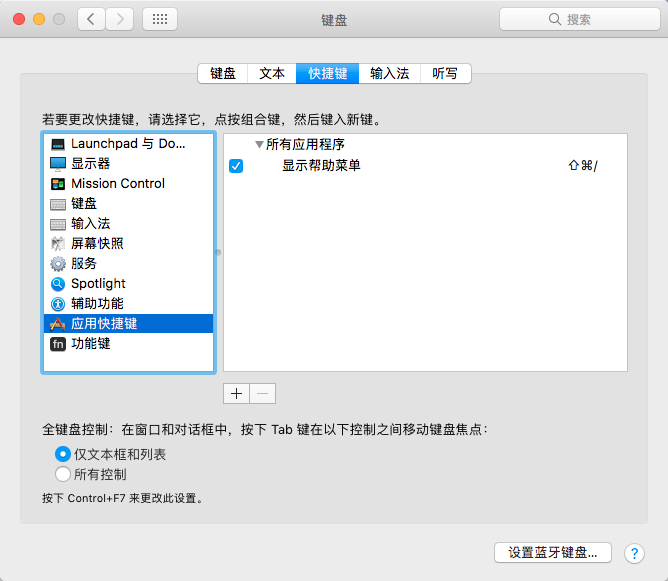 键盘
搜索
键盘 文本 快捷键 输入法 听写
若要更改快捷键，请选择它，点按组合键，然后键入新键。
Launchpad 与 Do...
显示器
Mission Control
键盘
输入法
屏幕快照
服务
Spotlight
辅助功能
应用快捷键
fn 功能键
所有应用程序
显示帮助菜单 ⇧⌘/
全键盘控制：在窗口和对话框中，按下 Tab 键在以下控制之间移动键盘焦点：
仅文本框和列表
所有控制
按下 Control+F7 来更改此设置。
设置蓝牙键盘... ?